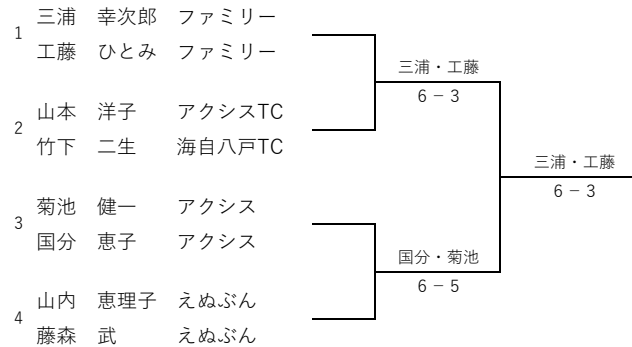 1
三浦 幸次郎 ファミリー
工藤 ひとみ ファミリー
三浦・工藤
6 − 3
2
山本 洋子 アクシスTC
竹下 二生 海自八戸TC
三浦・工藤
6 − 3
3
菊池 健一 アクシス
国分 恵子 アクシス
国分・菊池
6 − 5
4
山内 恵理子 えぬぶん
藤森 武 えぬぶん